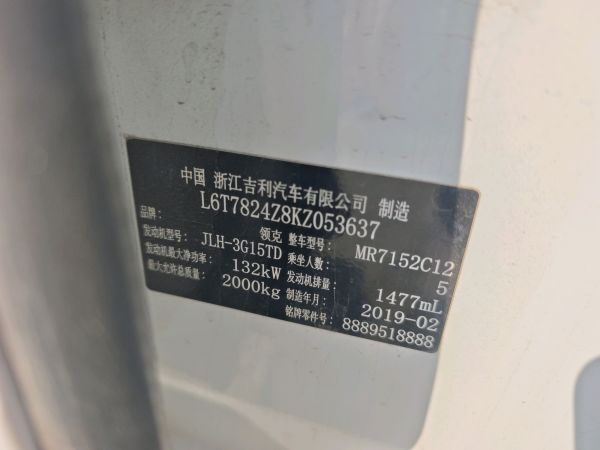 中国 浙江吉利汽车有限公司 制造
L6T7824Z8KZ053637
品牌: 领克 整车型号: MR7152C12
发动机型号: JLH-3G15TD 乘坐人数: 5
发动机最大净功率: 132kW 发动机排量: 1477mL
最大允许总质量: 2000kg 制造年月: 2019-02
铭牌零件号: 8889518888